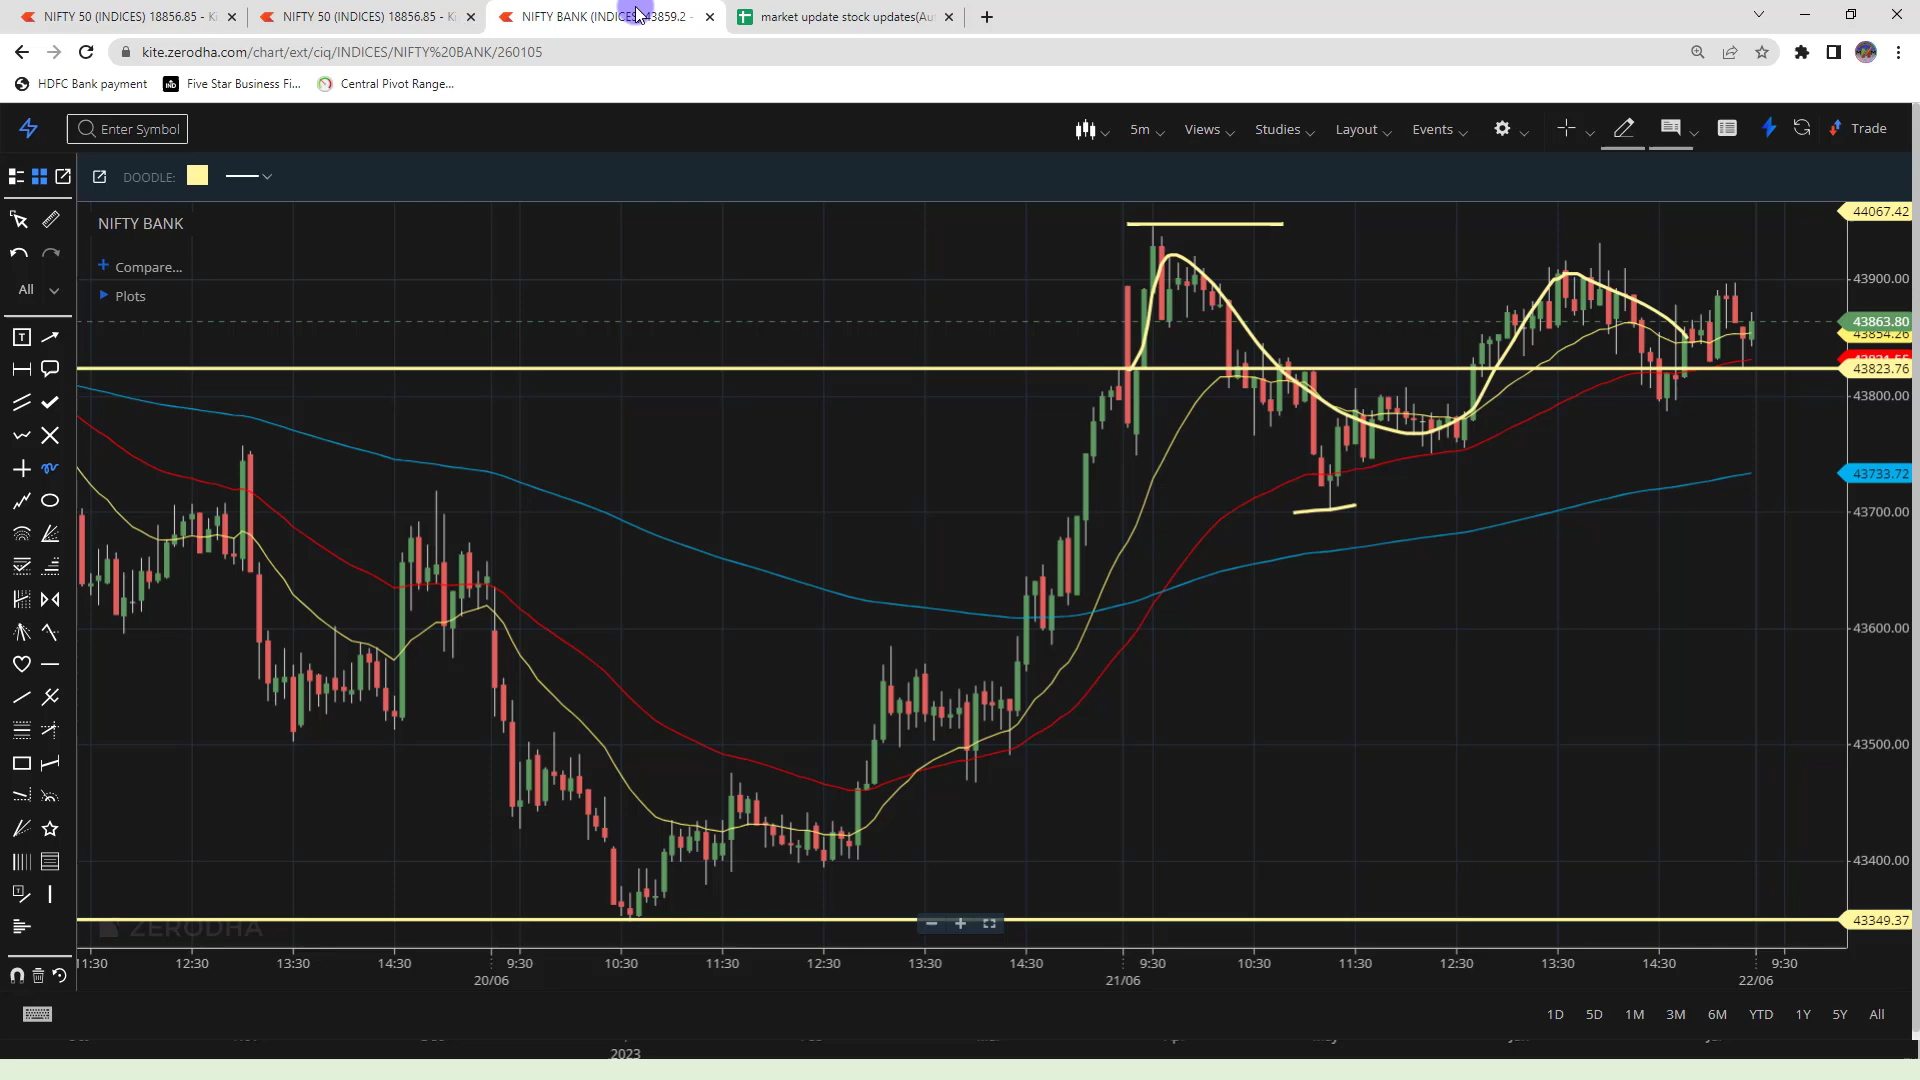 NIFTY 50 (INDICES) 18856.85 - Ki
NIFTY 50 (INDICES) 18856.85 - Ki
NIFTY BANK (INDICES) 43859.2 -
market update stock updates(Au
kite.zerodha.com/chart/ext/ciq/INDICES/NIFTY%20BANK/260105
HDFC Bank payment
Five Star Business Fi...
Central Pivot Range...
Enter Symbol
5m
Views
Studies
Layout
Events
Trade
DOODLE:
NIFTY BANK
Compare...
Plots
All
44067.42
43900.00
43863.80
43854.26
43823.76
43800.00
43733.72
43700.00
43600.00
43500.00
43400.00
43349.37
ZERODHA
11:30 12:30 13:30 14:30 9:30 10:30 11:30 12:30 13:30 14:30 9:30 10:30 11:30 12:30 13:30 14:30 9:30
20/06 21/06 22/06
1D 5D 1M 3M 6M YTD 1Y 5Y All
2023